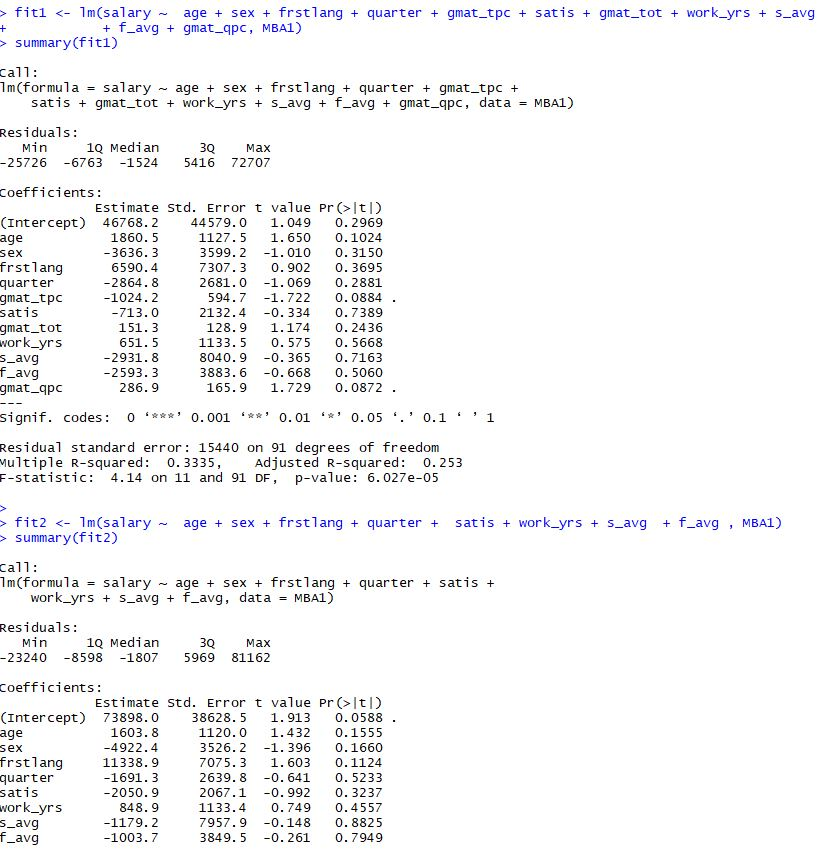 > fit1 <- lm(salary ~  age + sex + frstlang + quarter + gmat_tpc + satis + gmat_tot + work_yrs + s_avg
+           + f_avg + gmat_qpc, MBA1)
> summary(fit1)

Call:
lm(formula = salary ~ age + sex + frstlang + quarter + gmat_tpc +
    satis + gmat_tot + work_yrs + s_avg + f_avg + gmat_qpc, data = MBA1)

Residuals:
   Min     1Q Median     3Q    Max
-25726  -6763  -1524   5416  72707

Coefficients:
            Estimate Std. Error t value Pr(>|t|)
(Intercept)  46768.2    44579.0   1.049   0.2969
age           1860.5     1127.5   1.650   0.1024
sex          -3636.3     3599.2  -1.010   0.3150
frstlang      6590.4     7307.3   0.902   0.3695
quarter      -2864.8     2681.0  -1.069   0.2881
gmat_tpc     -1024.2      594.7  -1.722   0.0884 .
satis         -713.0     2132.4  -0.334   0.7389
gmat_tot       151.3      128.9   1.174   0.2436
work_yrs       651.5     1133.5   0.575   0.5668
s_avg        -2931.8     8040.9  -0.365   0.7163
f_avg        -2593.3     3883.6  -0.668   0.5060
gmat_qpc       286.9      165.9   1.729   0.0872 .
---
Signif. codes:  0 ‘***’ 0.001 ‘**’ 0.01 ‘*’ 0.05 ‘.’ 0.1 ‘ ’ 1

Residual standard error: 15440 on 91 degrees of freedom
Multiple R-squared:  0.3335,    Adjusted R-squared:  0.253
F-statistic:  4.14 on 11 and 91 DF,  p-value: 6.027e-05

>
> fit2 <- lm(salary ~  age + sex + frstlang + quarter +  satis + work_yrs + s_avg  + f_avg , MBA1)
> summary(fit2)

Call:
lm(formula = salary ~ age + sex + frstlang + quarter + satis +
    work_yrs + s_avg + f_avg, data = MBA1)

Residuals:
   Min     1Q Median     3Q    Max
-23240  -8598  -1807   5969  81162

Coefficients:
            Estimate Std. Error t value Pr(>|t|)
(Intercept)  73898.0    38628.5   1.913   0.0588 .
age           1603.8     1120.0   1.432   0.1555
sex          -4922.4     3526.2  -1.396   0.1660
frstlang     11338.9     7075.3   1.603   0.1124
quarter      -1691.3     2639.8  -0.641   0.5233
satis        -2050.9     2067.1  -0.992   0.3237
work_yrs       848.9     1133.4   0.749   0.4557
s_avg        -1179.2     7957.9  -0.148   0.8825
f_avg        -1003.7     3849.5  -0.261   0.7949